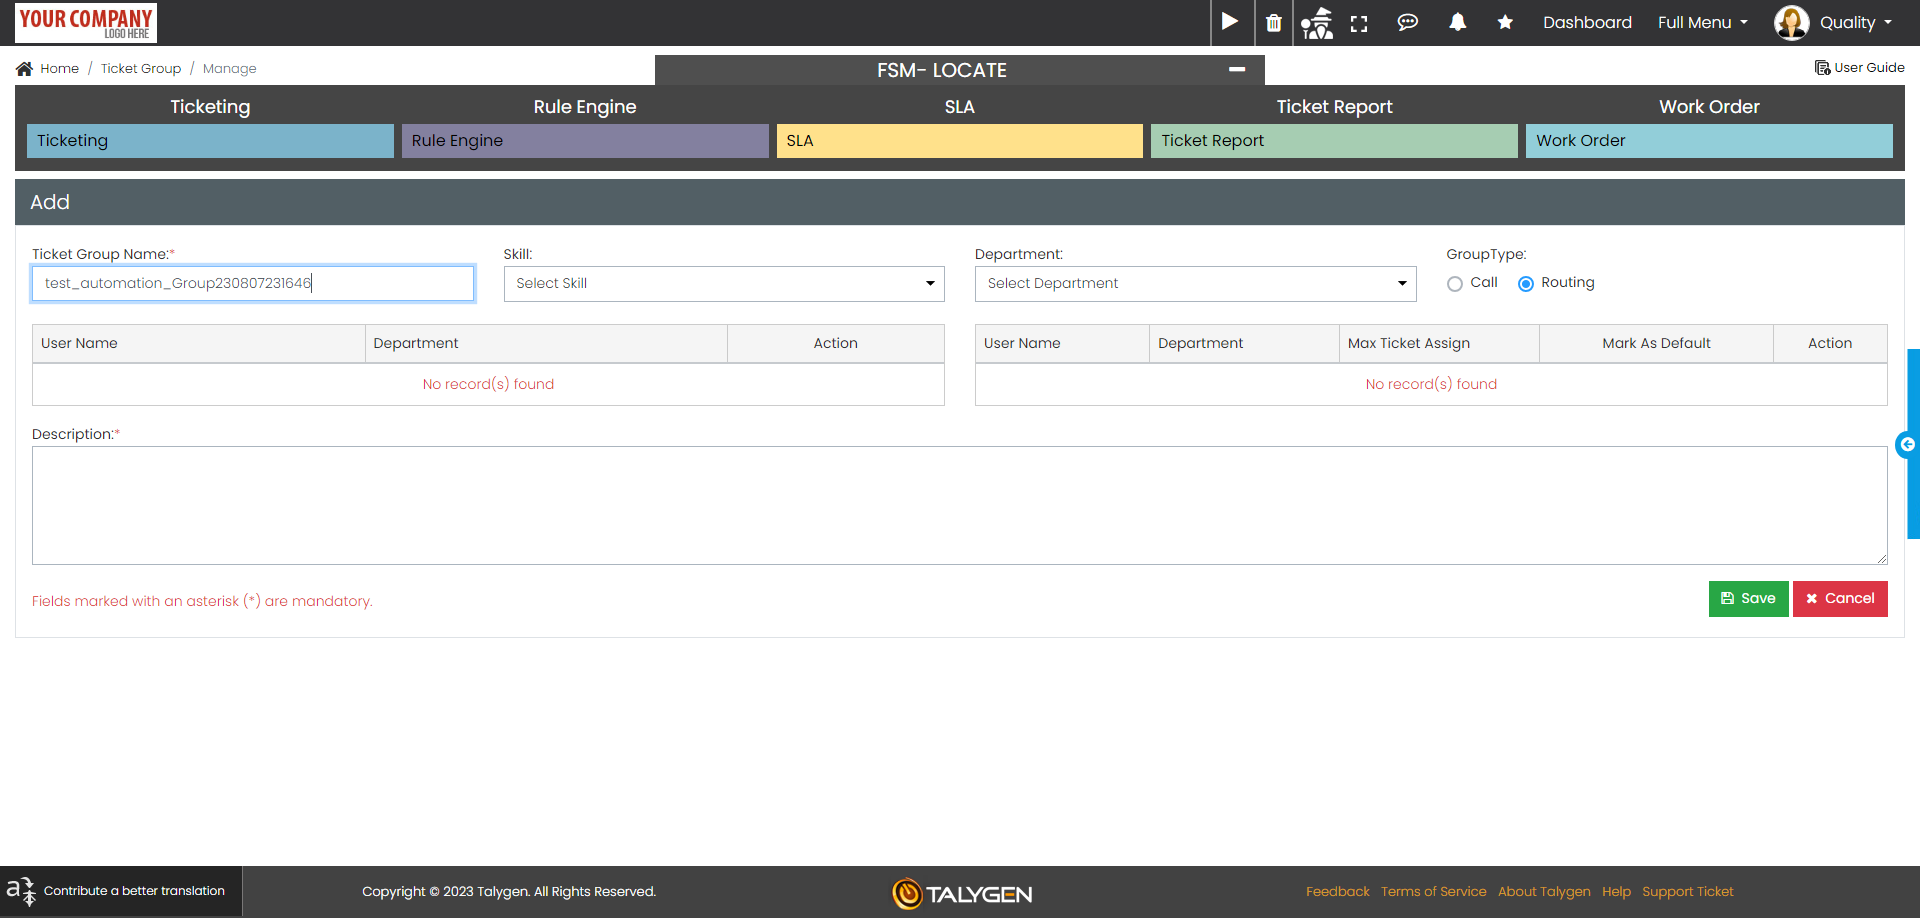 YOUR COMPANY
LOGO HERE
Dashboard
Full Menu
Quality
Home / Ticket Group / Manage
FSM- LOCATE
User Guide
Ticketing
Rule Engine
SLA
Ticket Report
Work Order
Ticketing
Rule Engine
SLA
Ticket Report
Work Order
Add
Ticket Group Name:*
Skill:
Department:
GroupType:
test_automation_Group230807231646
Select Skill
Select Department
Call
Routing
User Name
Department
Action
User Name
Department
Max Ticket Assign
Mark As Default
Action
No record(s) found
No record(s) found
Description:*
Fields marked with an asterisk (*) are mandatory.
Save
Cancel
Contribute a better translation
Copyright © 2023 Talygen. All Rights Reserved.
TALYGEN
Feedback
Terms of Service
About Talygen
Help
Support Ticket